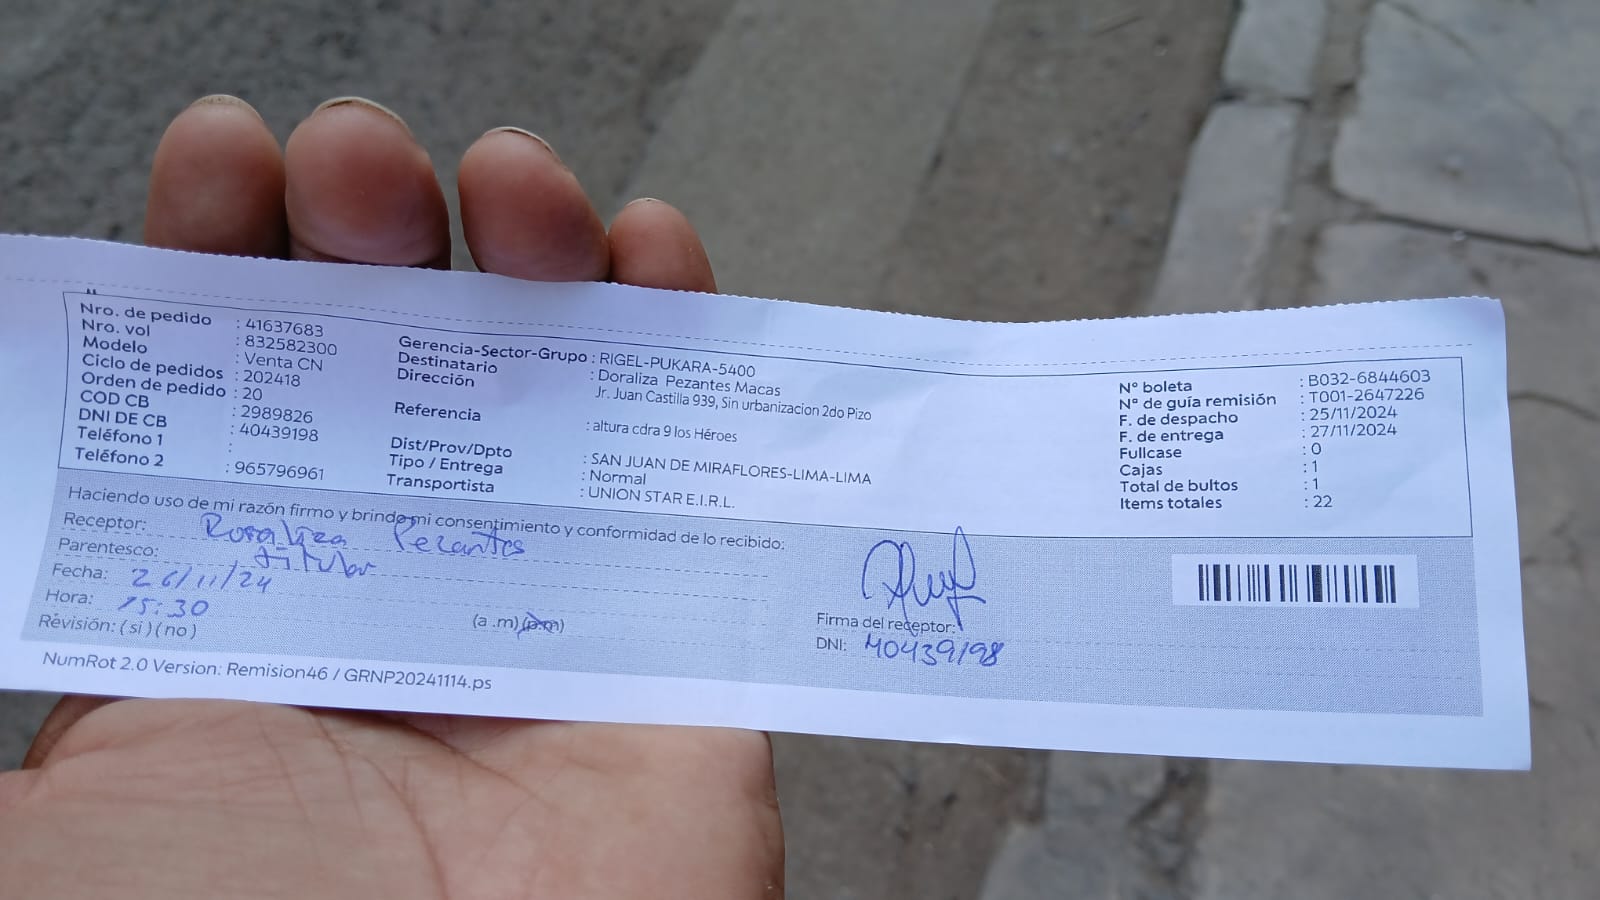 Nro. de pedido : 41637683
Nro. vol : 832582300
Modelo : Venta CN
Ciclo de pedidos : 202418
Orden de pedido : 20
COD CB : 2989826
DNI DE CB : 40439198
Teléfono 1 :
Teléfono 2 : 965796961
Gerencia-Sector-Grupo : RIGEL-PUKARA-5400
Destinatario : Doraliza Pezantes Macas
Dirección Jr. Juan Castilla 939, Sin urbanizacion 2do Pizo
Referencia : altura cdra 9 los Héroes
Dist/Prov/Dpto : SAN JUAN DE MIRAFLORES-LIMA-LIMA
Tipo / Entrega : Normal
Transportista : UNION STAR E.I.R.L.
N° boleta : B032-6844603
N° de guía remisión : T001-2647226
F. de despacho : 25/11/2024
F. de entrega : 27/11/2024
Fullcase : 0
Cajas : 1
Total de bultos : 1
Items totales : 22
Haciendo uso de mi razón firmo y brindo mi consentimiento y conformidad de lo recibido:
Receptor: Roraliza Pezantes
Parentesco: titular
Fecha: 26/11/24
Hora: 15:30 (a .m) (p.m)
Revisión: ( si ) ( no )
Firma del receptor:
DNI: 40439198
NumRot 2.0 Version: Remision46 / GRNP20241114.ps